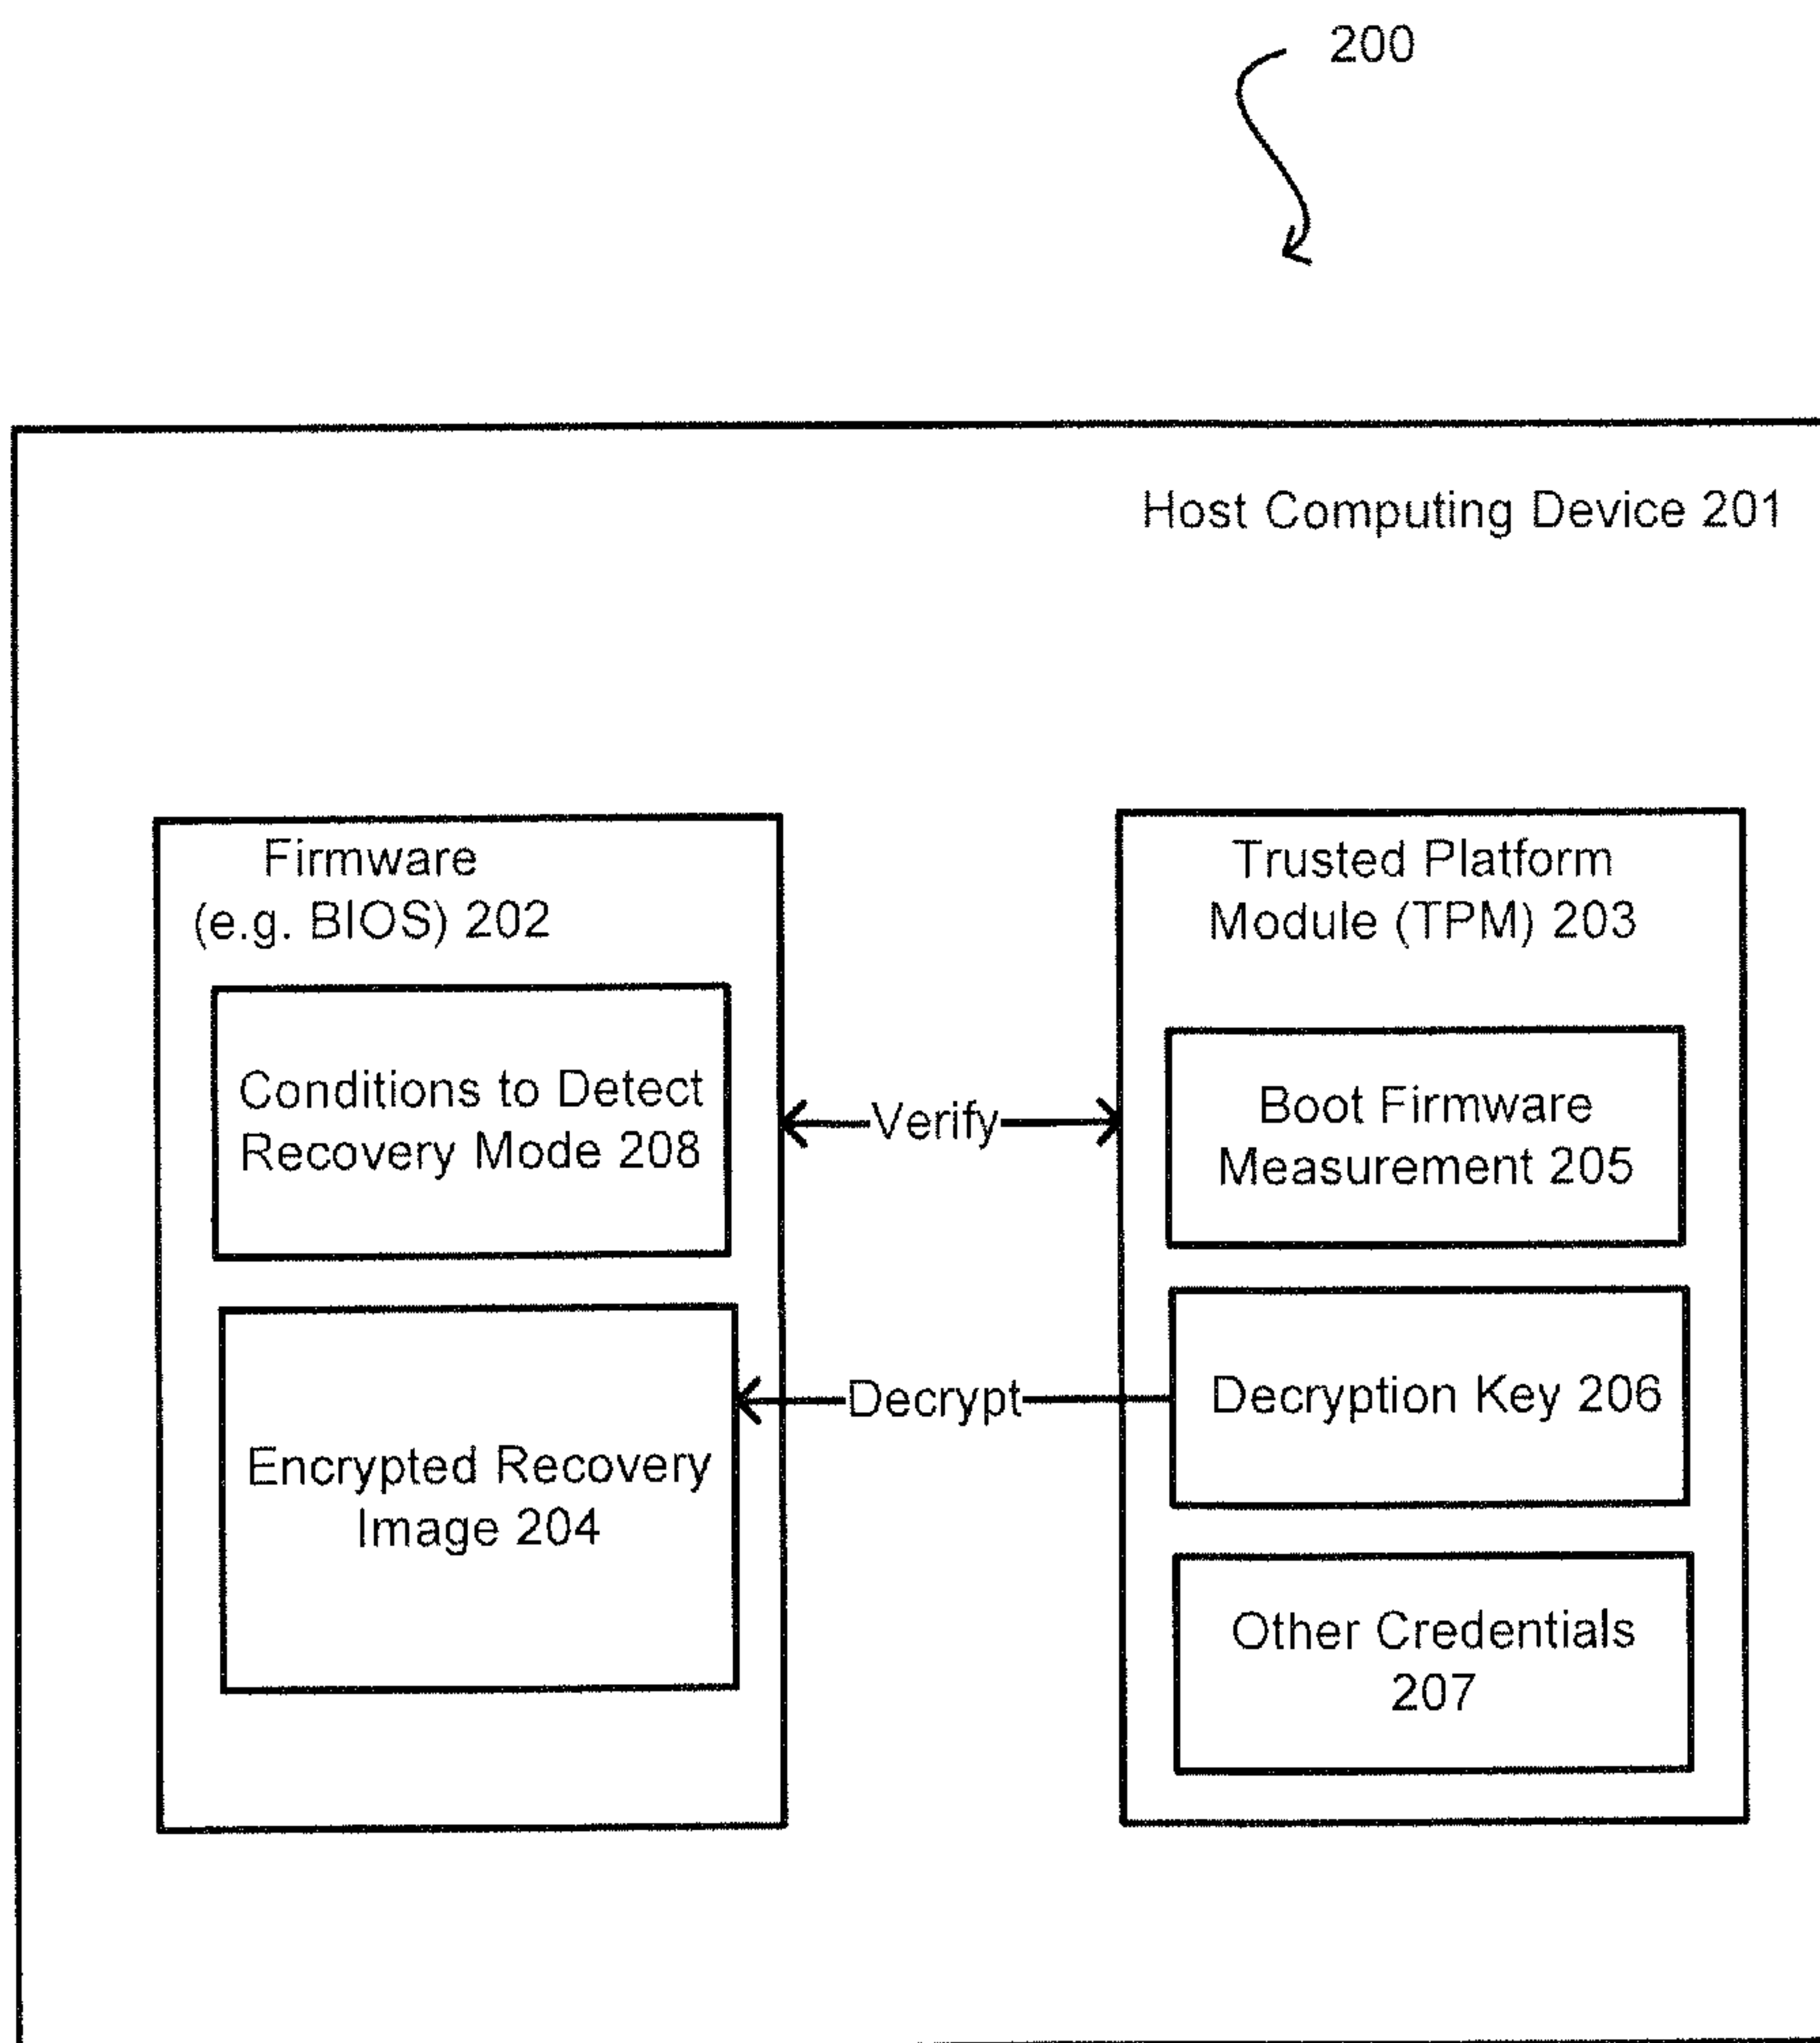 200
Host Computing Device 201
Firmware
(e.g. BIOS) 202
Conditions to Detect
Recovery Mode 208
Encrypted Recovery
Image 204
Verify
Decrypt
Trusted Platform
Module (TPM) 203
Boot Firmware
Measurement 205
Decryption Key 206
Other Credentials
207